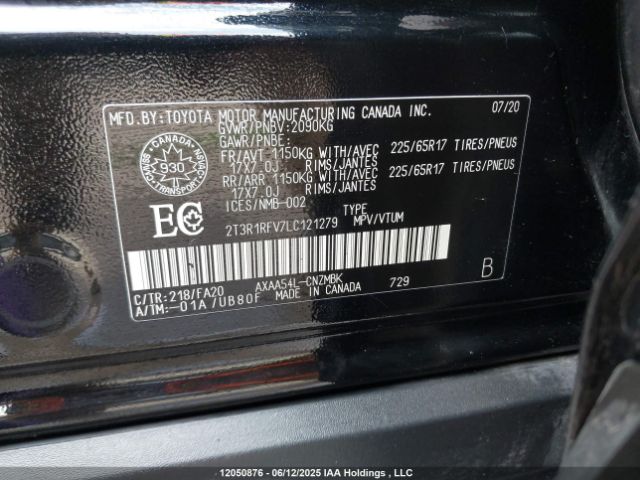 MFD.BY:TOYOTA MOTOR MANUFACTURING CANADA INC. 07/20
GVWR/PNBV:2090KG
GAWR/PNBE:
FR/AVT 1150KG WITH/AVEC 225/65R17 TIRES/PNEUS
17X7.0J RIMS/JANTES
RR/ARR 1150KG WITH/AVEC 225/65R17 TIRES/PNEUS
17X7.0J RIMS/JANTES
ICES/NMB-002
CANADA
930
TRANSPORT
EC
TYPE
2T3R1RFV7LC121279 MPV/VTUM
B
C/TR:218/FA20 AXAA54L-CNZMBK 729
A/TM:-01A/UB80F MADE IN CANADA
12050876 - 06/12/2025 IAA Holdings, LLC